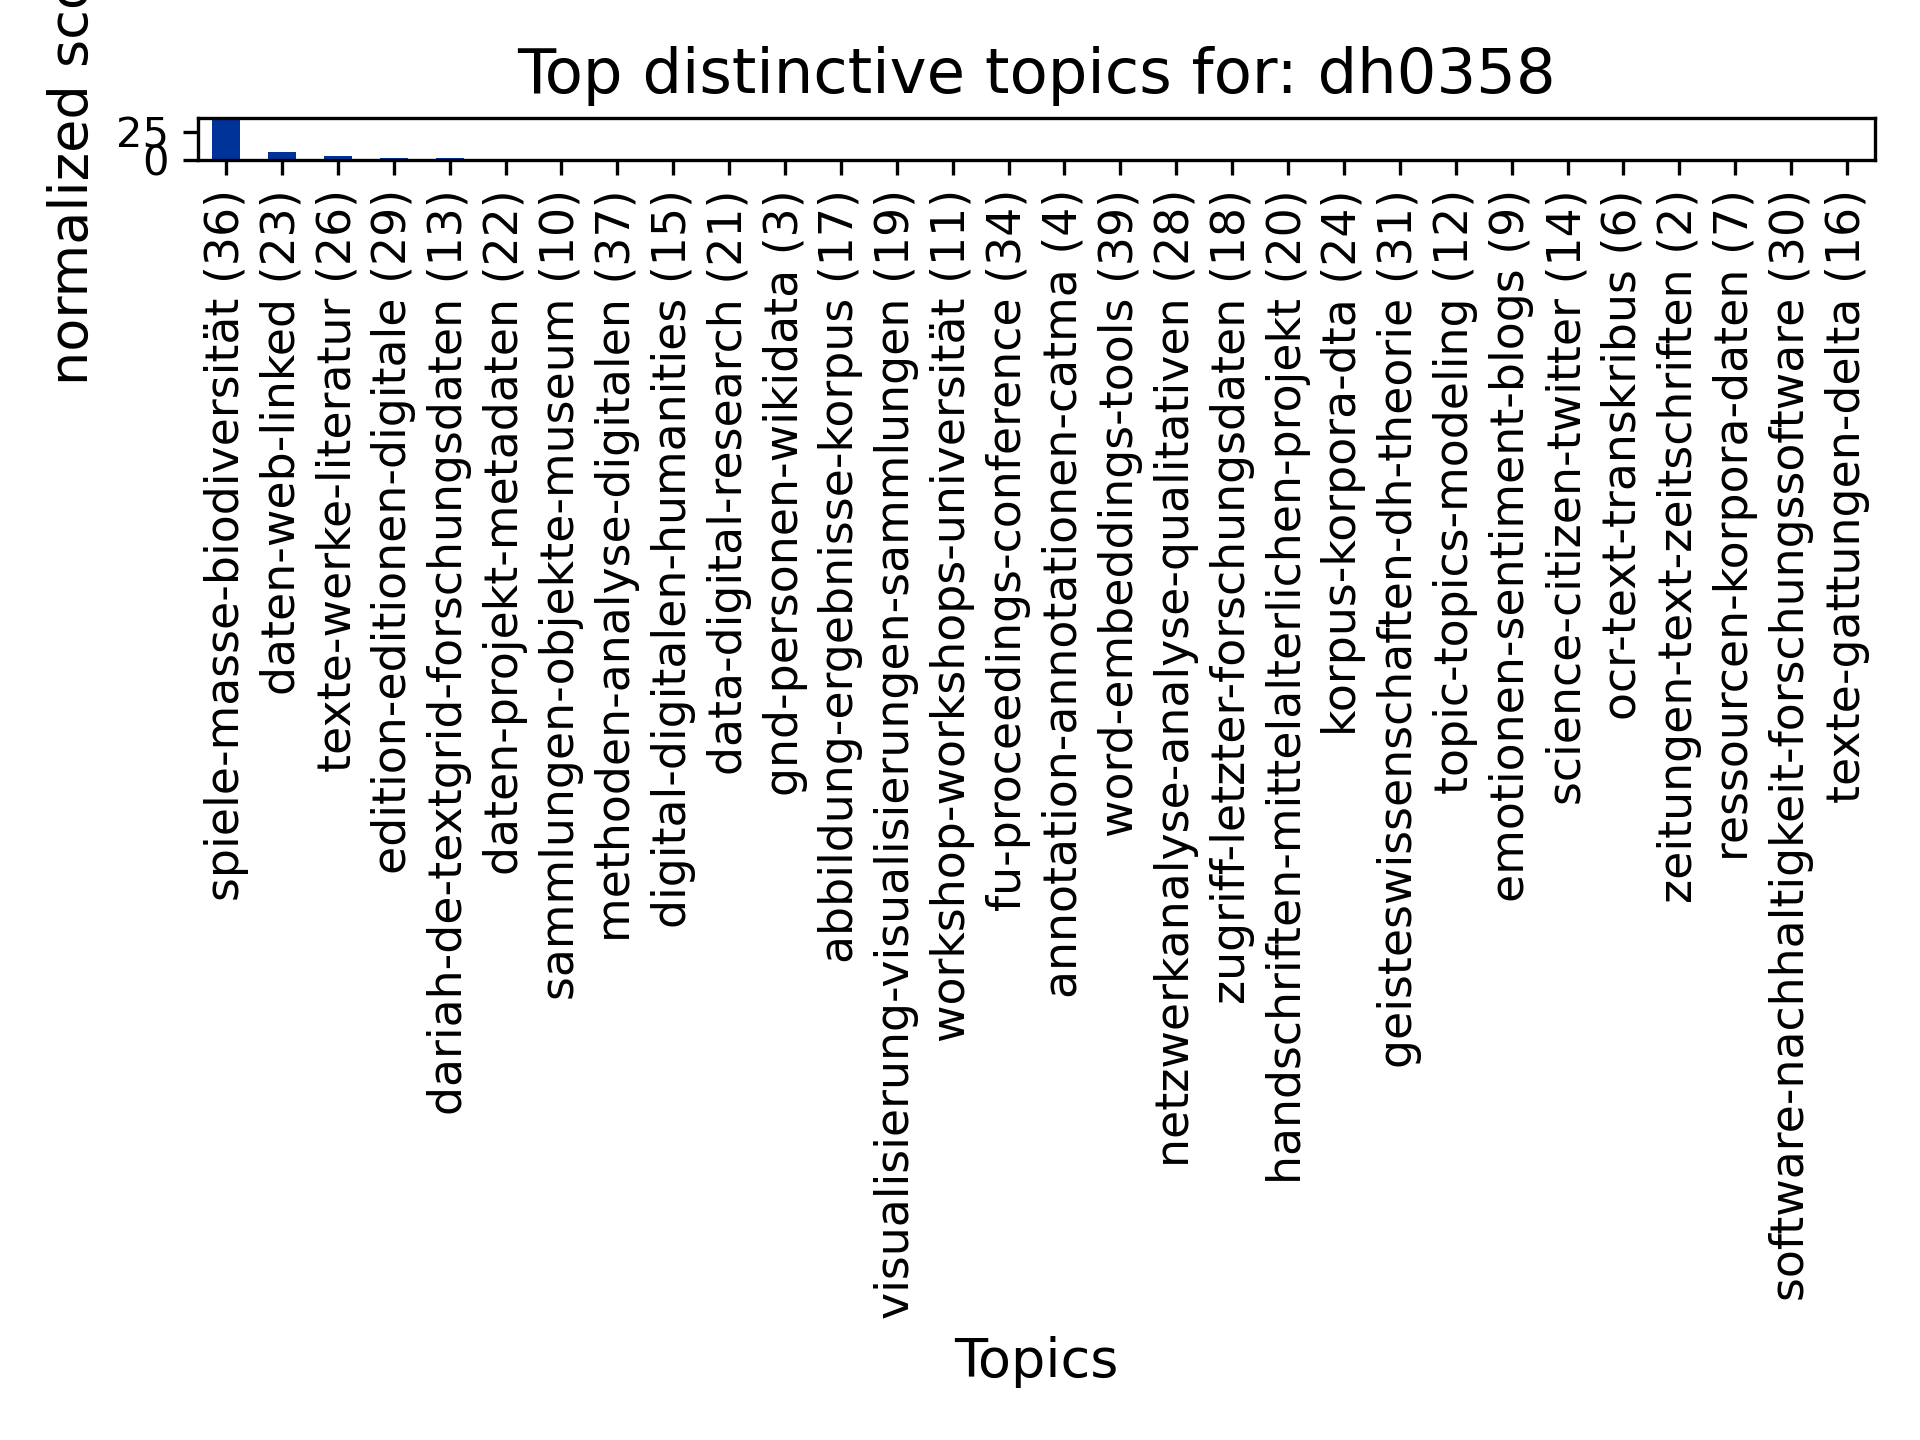 Top distinctive topics for: dh0358
normalized sco
25
0
spiele-masse-biodiversität (36)
daten-web-linked (23)
texte-werke-literatur (26)
edition-editionen-digitale (29)
dariah-de-textgrid-forschungsdaten (13)
daten-projekt-metadaten (22)
sammlungen-objekte-museum (10)
methoden-analyse-digitalen (37)
digital-digitalen-humanities (15)
data-digital-research (21)
gnd-personen-wikidata (3)
abbildung-ergebnisse-korpus (17)
visualisierung-visualisierungen-sammlungen (19)
workshop-workshops-universität (11)
fu-proceedings-conference (34)
annotation-annotationen-catma (4)
word-embeddings-tools (39)
netzwerkanalyse-analyse-qualitativen (28)
zugriff-letzter-forschungsdaten (18)
handschriften-mittelalterlichen-projekt (20)
korpus-korpora-dta (24)
geisteswissenschaften-dh-theorie (31)
topic-topics-modeling (12)
emotionen-sentiment-blogs (9)
science-citizen-twitter (14)
ocr-text-transkribus (6)
zeitungen-text-zeitschriften (2)
ressourcen-korpora-daten (7)
software-nachhaltigkeit-forschungssoftware (30)
texte-gattungen-delta (16)
Topics